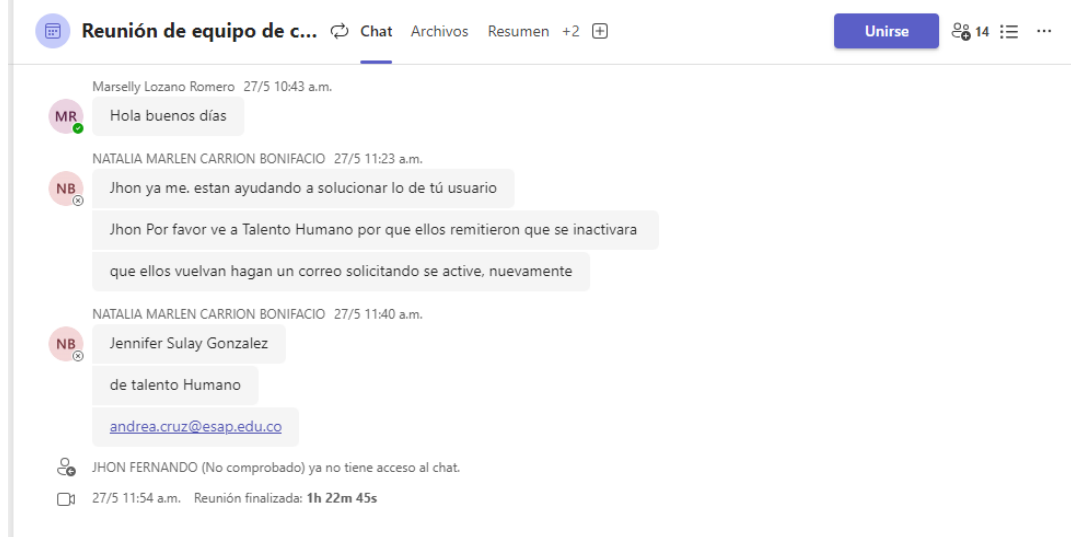 Reunión de equipo de c... Chat Archivos Resumen +2 Unirse 14 ...
Marselly Lozano Romero 27/5 10:43 a.m.
MR Hola buenos días
NATALIA MARLEN CARRION BONIFACIO 27/5 11:23 a.m.
NB Jhon ya me. estan ayudando a solucionar lo de tú usuario
Jhon Por favor ve a Talento Humano por que ellos remitieron que se inactivara
que ellos vuelvan hagan un correo solicitando se active, nuevamente
NATALIA MARLEN CARRION BONIFACIO 27/5 11:40 a.m.
NB Jennifer Sulay Gonzalez
de talento Humano
andrea.cruz@esap.edu.co
JHON FERNANDO (No comprobado) ya no tiene acceso al chat.
27/5 11:54 a.m. Reunión finalizada: 1h 22m 45s